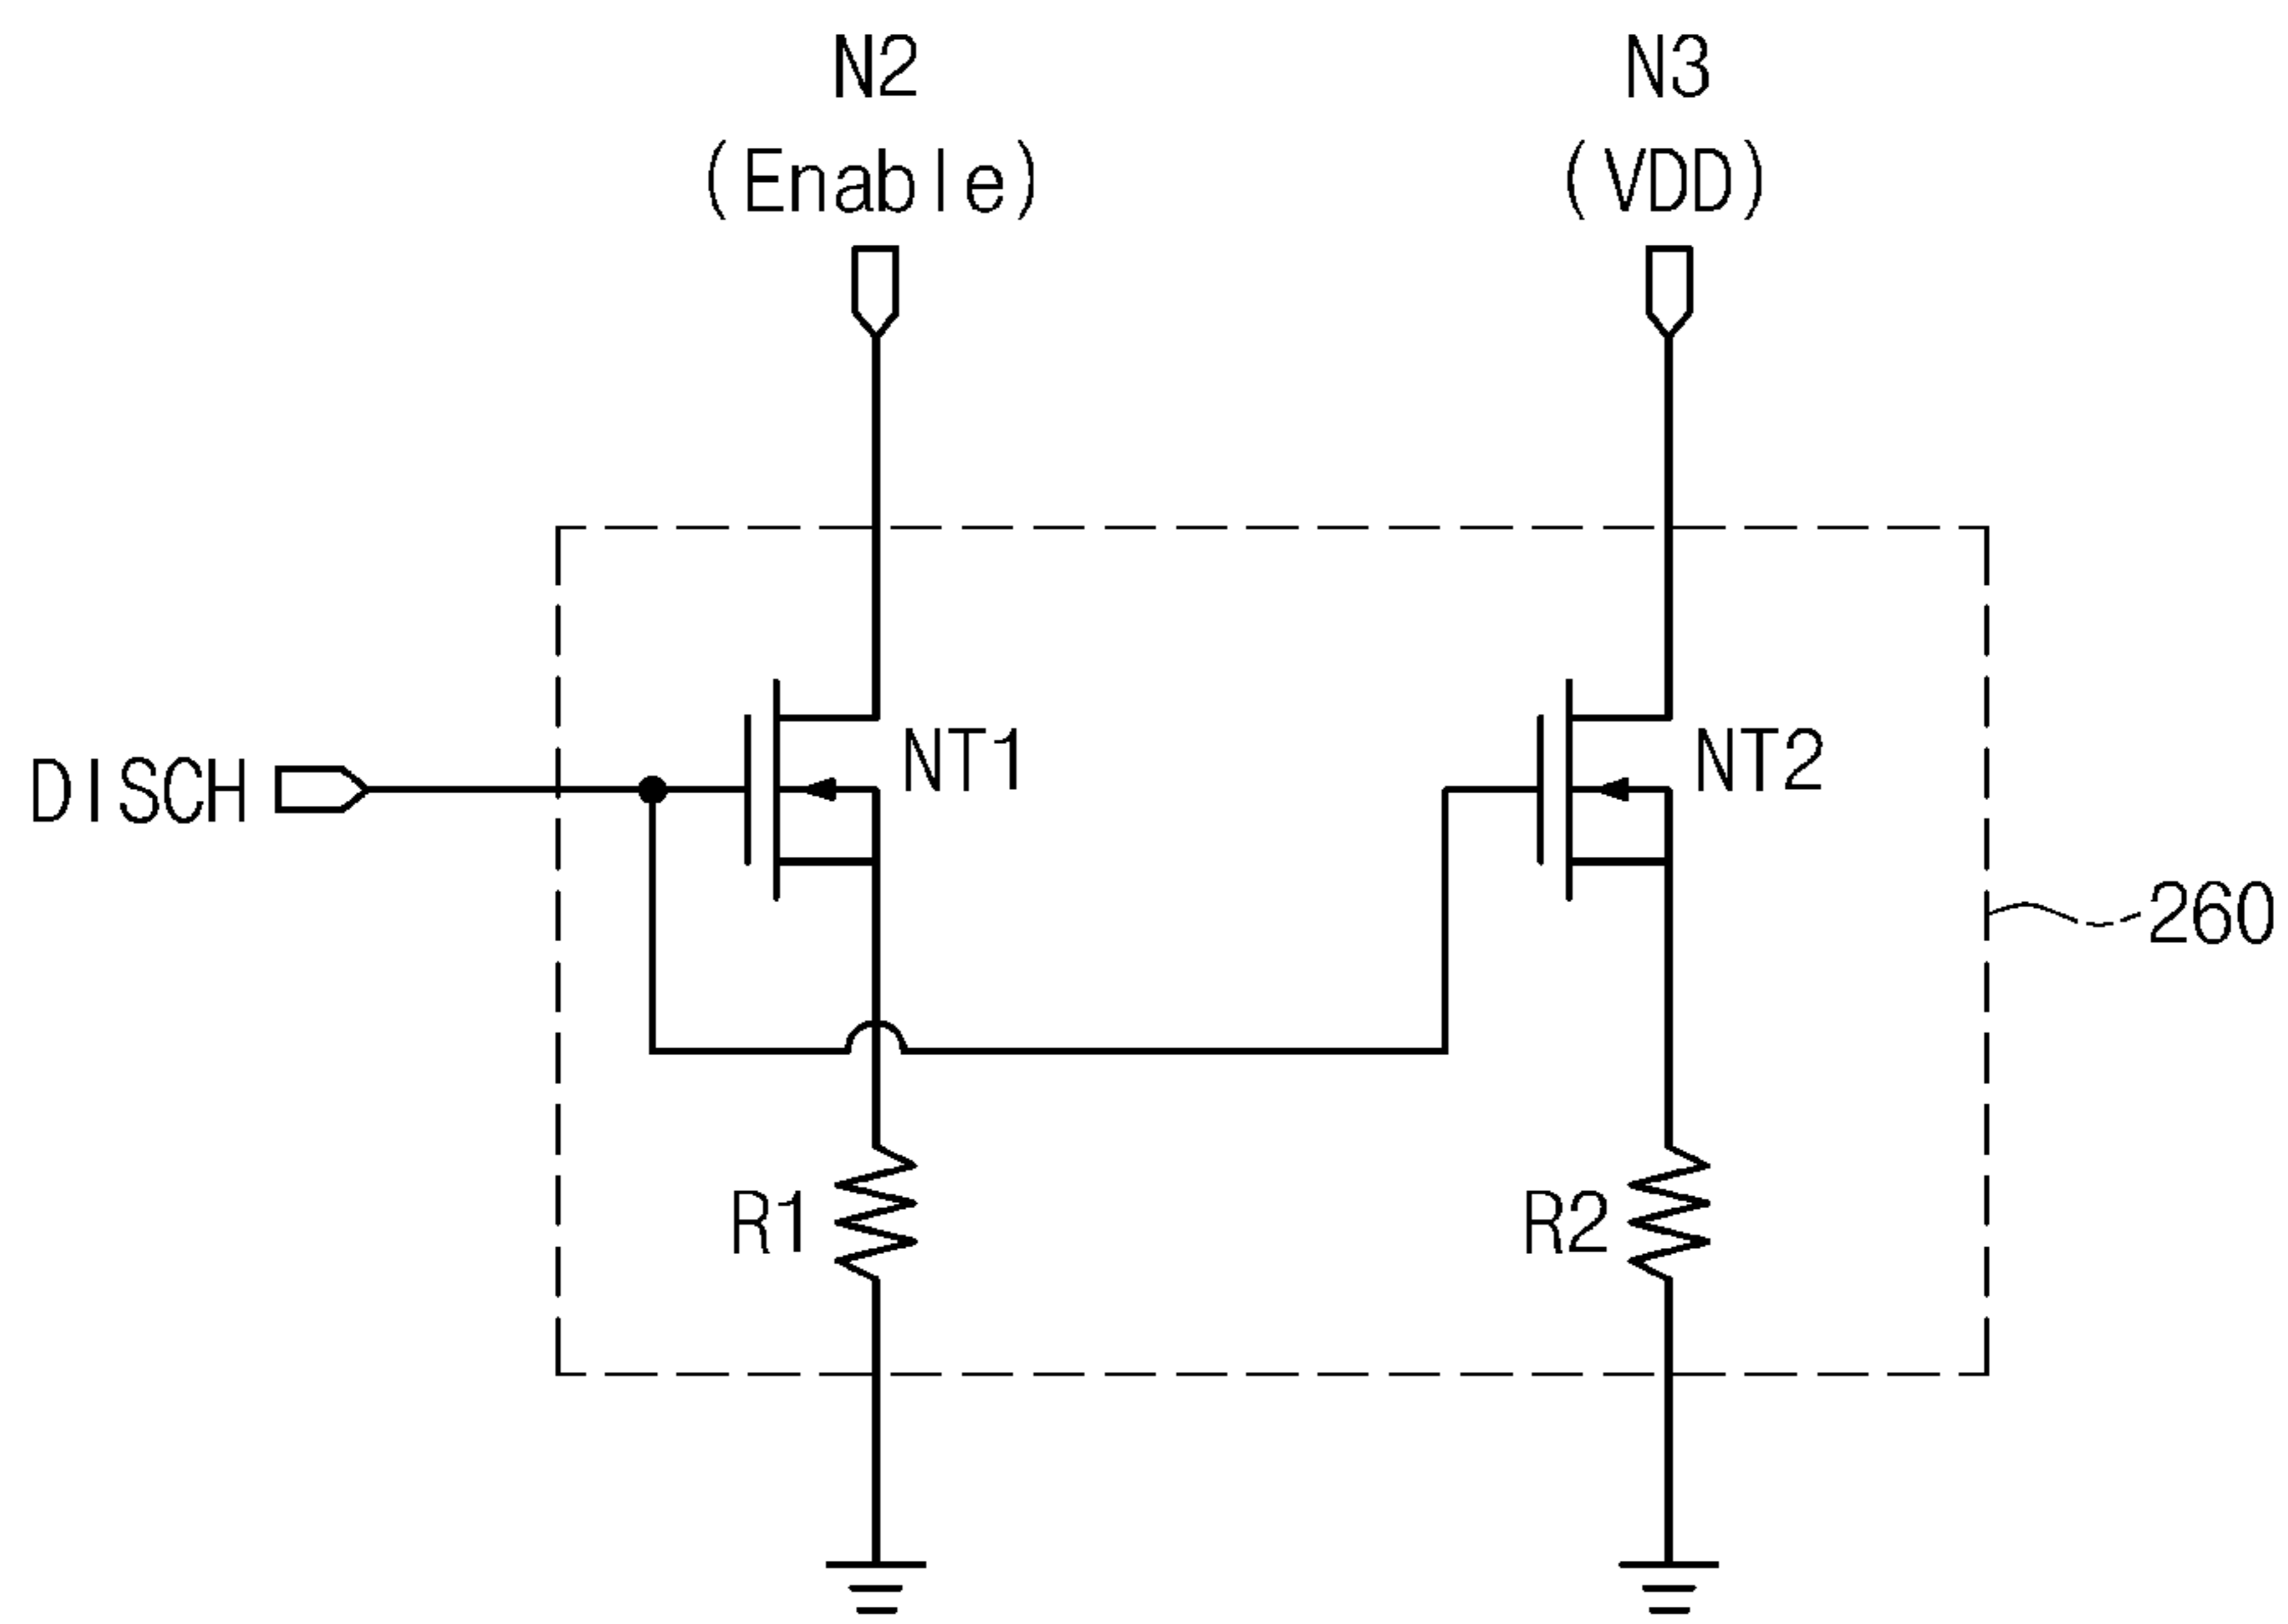 N2
(Enable)
N3
(VDD)
DISCH
NT1
NT2
260
R1
R2